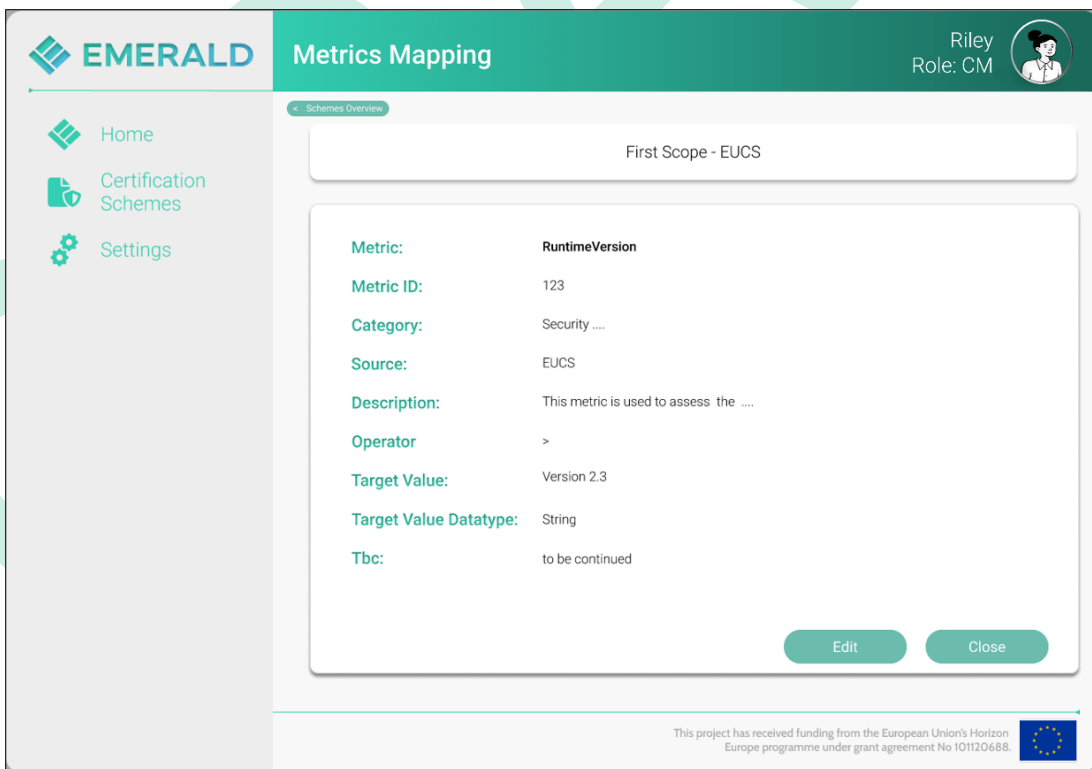 EMERALD
Metrics Mapping
Riley
Role: CM
Home
Certification
Schemes
Settings
< Schemes Overview
First Scope - EUCS
Metric: RuntimeVersion
Metric ID: 123
Category: Security ....
Source: EUCS
Description: This metric is used to assess the ....
Operator >
Target Value: Version 2.3
Target Value Datatype: String
Tbc: to be continued
Edit Close
This project has received funding from the European Union's Horizon
Europe programme under grant agreement No 101120688.